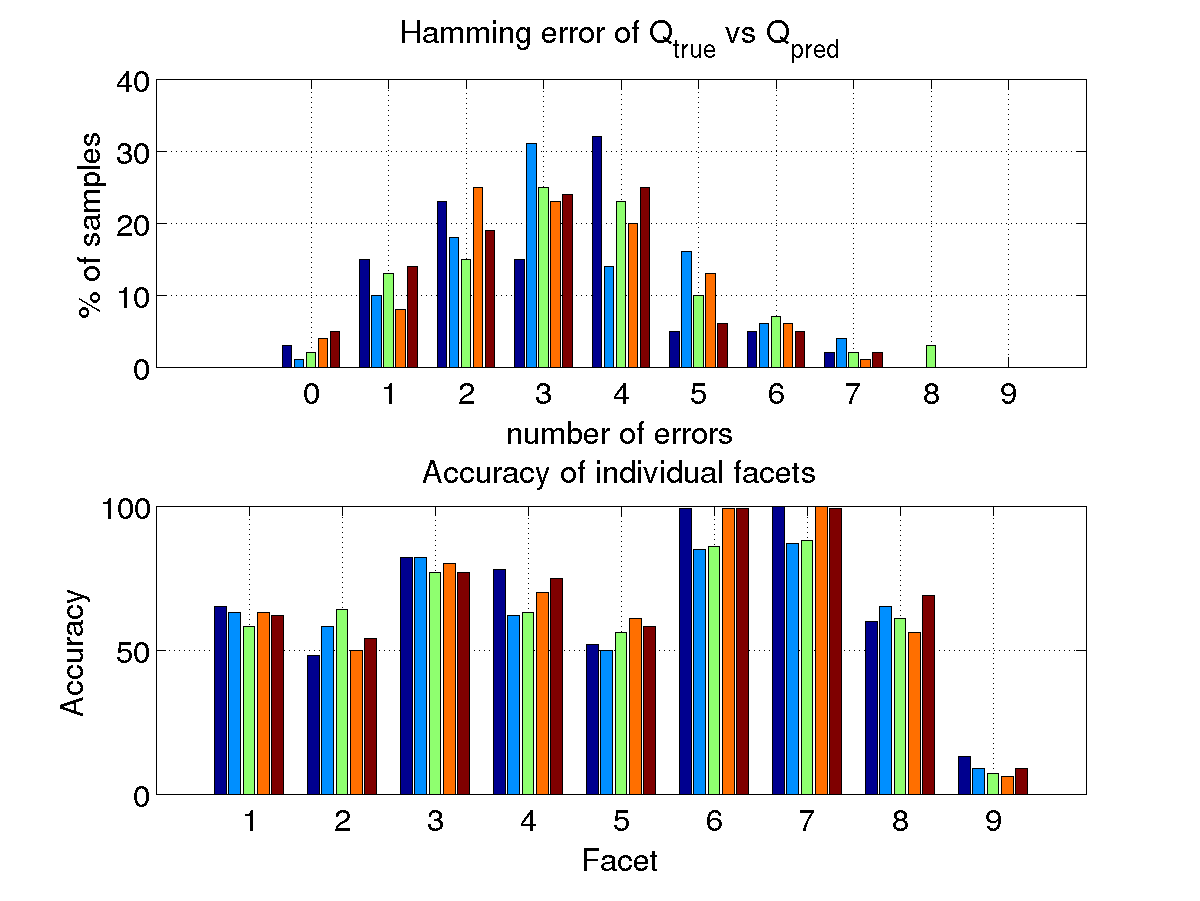 Hamming error of Q_true vs Q_pred
40
30
20
10
0
% of samples
0 1 2 3 4 5 6 7 8 9
number of errors
Accuracy of individual facets
100
50
0
Accuracy
1 2 3 4 5 6 7 8 9
Facet